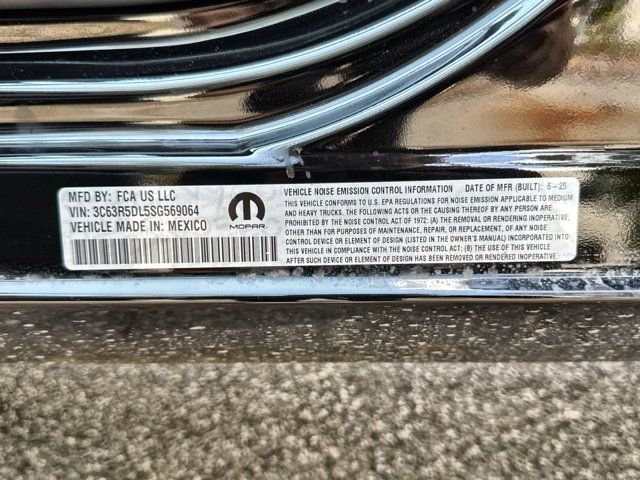 MFD BY: FCA US LLC
VIN: 3C63R5DL5SG569064
VEHICLE MADE IN: MEXICO
MOPAR
VEHICLE NOISE EMISSION CONTROL INFORMATION DATE OF MFR (BUILT): 6-25
THIS VEHICLE CONFORMS TO U.S. EPA REGULATIONS FOR NOISE EMISSION APPLICABLE TO MEDIUM
AND HEAVY TRUCKS. THE FOLLOWING ACTS OR THE CAUSING THEREOF BY ANY PERSON ARE
PROHIBITED BY THE NOISE CONTROL ACT OF 1972: (A) THE REMOVAL OR RENDERING INOPERATIVE,
OTHER THAN FOR PURPOSES OF MAINTENANCE, REPAIR, OR REPLACEMENT, OF ANY NOISE
CONTROL DEVICE OR ELEMENT OF DESIGN (LISTED IN THE OWNER'S MANUAL) INCORPORATED INTO
THIS VEHICLE IN COMPLIANCE WITH THE NOISE CONTROL ACT; (B) THE USE OF THIS VEHICLE
AFTER SUCH DEVICE OR ELEMENT OF DESIGN HAS BEEN REMOVED OR RENDERED INOPERATIVE